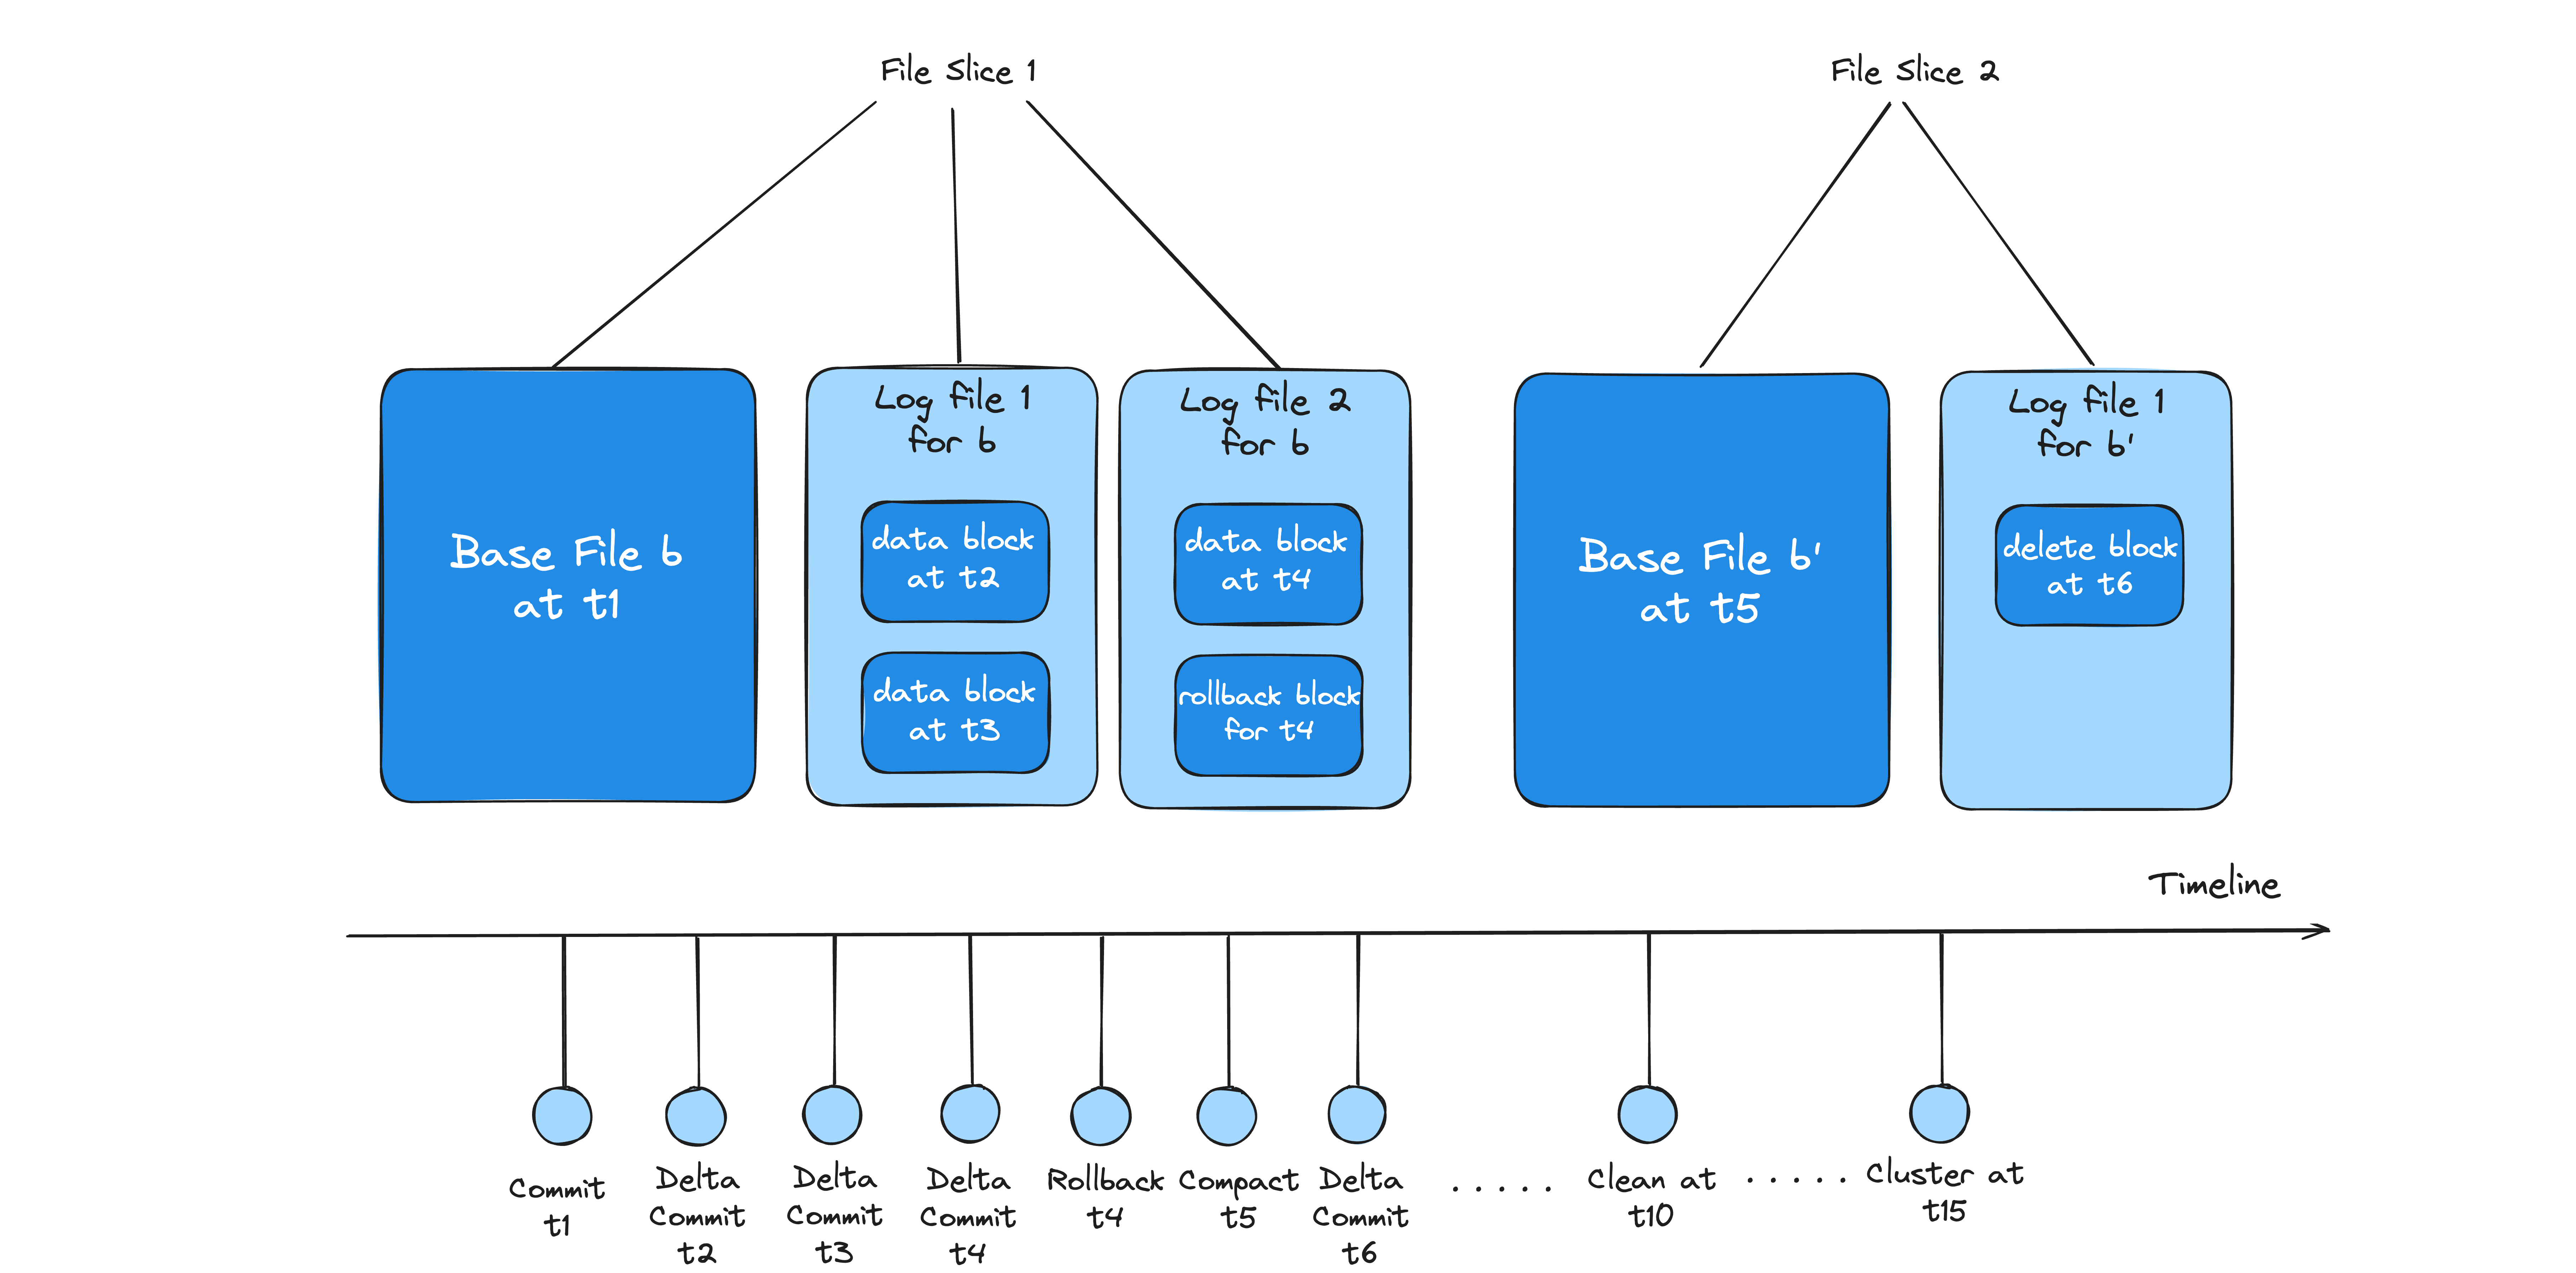 File Slice 1
File Slice 2
Base File b
at t1
Log file 1
for b
data block
at t2
data block
at t3
Log file 2
for b
data block
at t4
rollback block
for t4
Base File b'
at t5
Log file 1
for b'
delete block
at t6
Timeline
Commit
t1
Delta
Commit
t2
Delta
Commit
t3
Delta
Commit
t4
Rollback
t4
Compact
t5
Delta
Commit
t6
.....
Clean at
t10
.....
Cluster at
t15